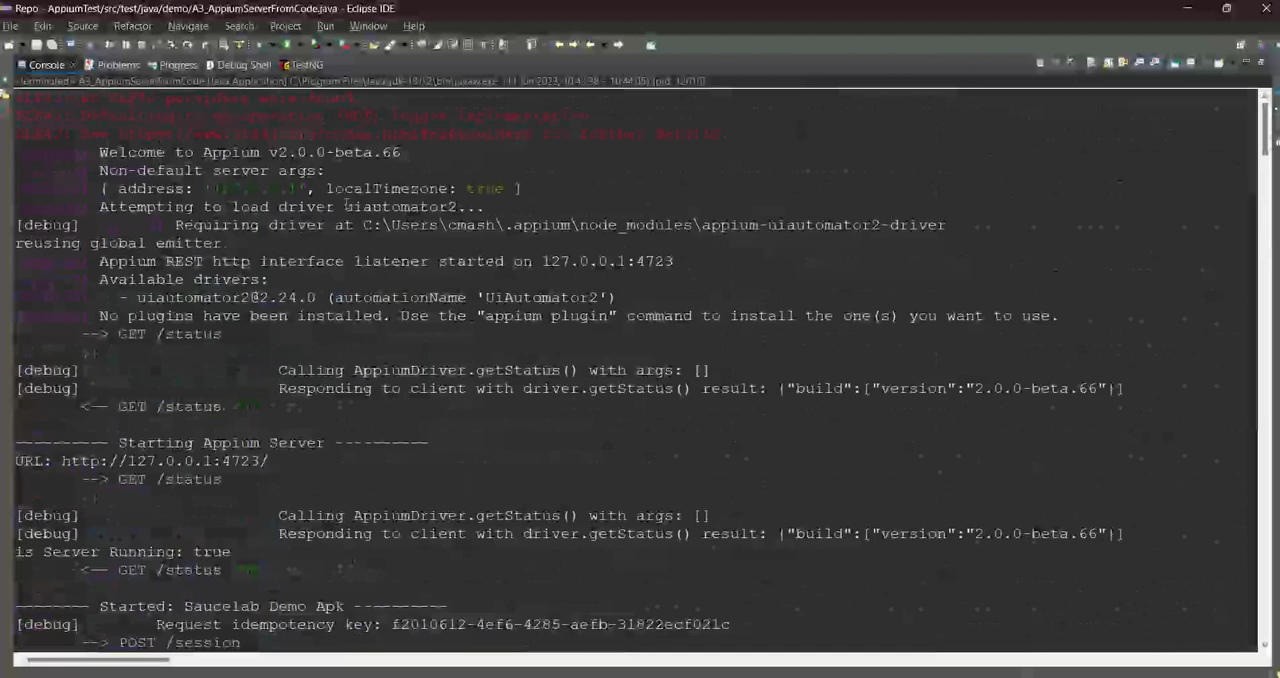 Repo - AppiumTest/src/test/java/demo/A3_AppiumServerFromCode.java - Eclipse IDE
File Edit Source Refactor Navigate Search Project Run Window Help
Console Problems Progress Debug Shell TestNG
Welcome to Appium v2.0.0-beta.66
Non-default server args:
{ address: , localTimezone: true }
Attempting to load driver uiautomator2...
[debug] Requiring driver at C:\Users\cmash\.appium\node_modules\appium-uiautomator2-driver
reusing global emitter
Appium REST http interface listener started on 127.0.0.1:4723
Available drivers:
- uiautomator2@2.24.0 (automationName 'UiAutomator2')
No plugins have been installed. Use the "appium plugin" command to install the one(s) you want to use.
--> GET /status
{}
[debug] Calling AppiumDriver.getStatus() with args: []
[debug] Responding to client with driver.getStatus() result: {"build":{"version":"2.0.0-beta.66"}}
<-- GET /status
--------- Starting Appium Server ----------
URL: http://127.0.0.1:4723/
--> GET /status
[debug] Calling AppiumDriver.getStatus() with args: []
[debug] Responding to client with driver.getStatus() result: {"build":{"version":"2.0.0-beta.66"}}
is Server Running: true
<-- GET /status
------- Started: Saucelab Demo Apk ---------
[debug] Request idempotency key: f2010612-4ef6-4285-aefb-31822ecf021c
--> POST /session